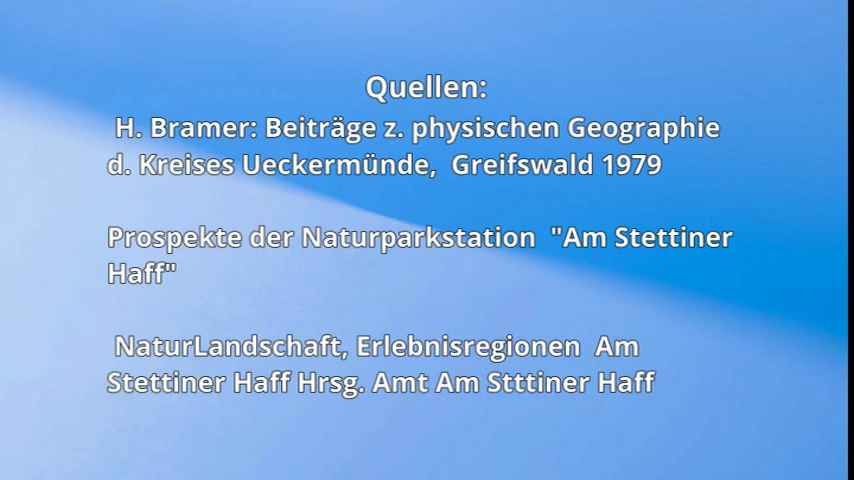 Quellen:
H. Bramer: Beiträge z. physischen Geographie
d. Kreises Ueckermünde, Greifswald 1979
Prospekte der Naturparkstation "Am Stettiner
Haff"
NaturLandschaft, Erlebnisregionen Am
Stettiner Haff Hrsg. Amt Am Stttiner Haff